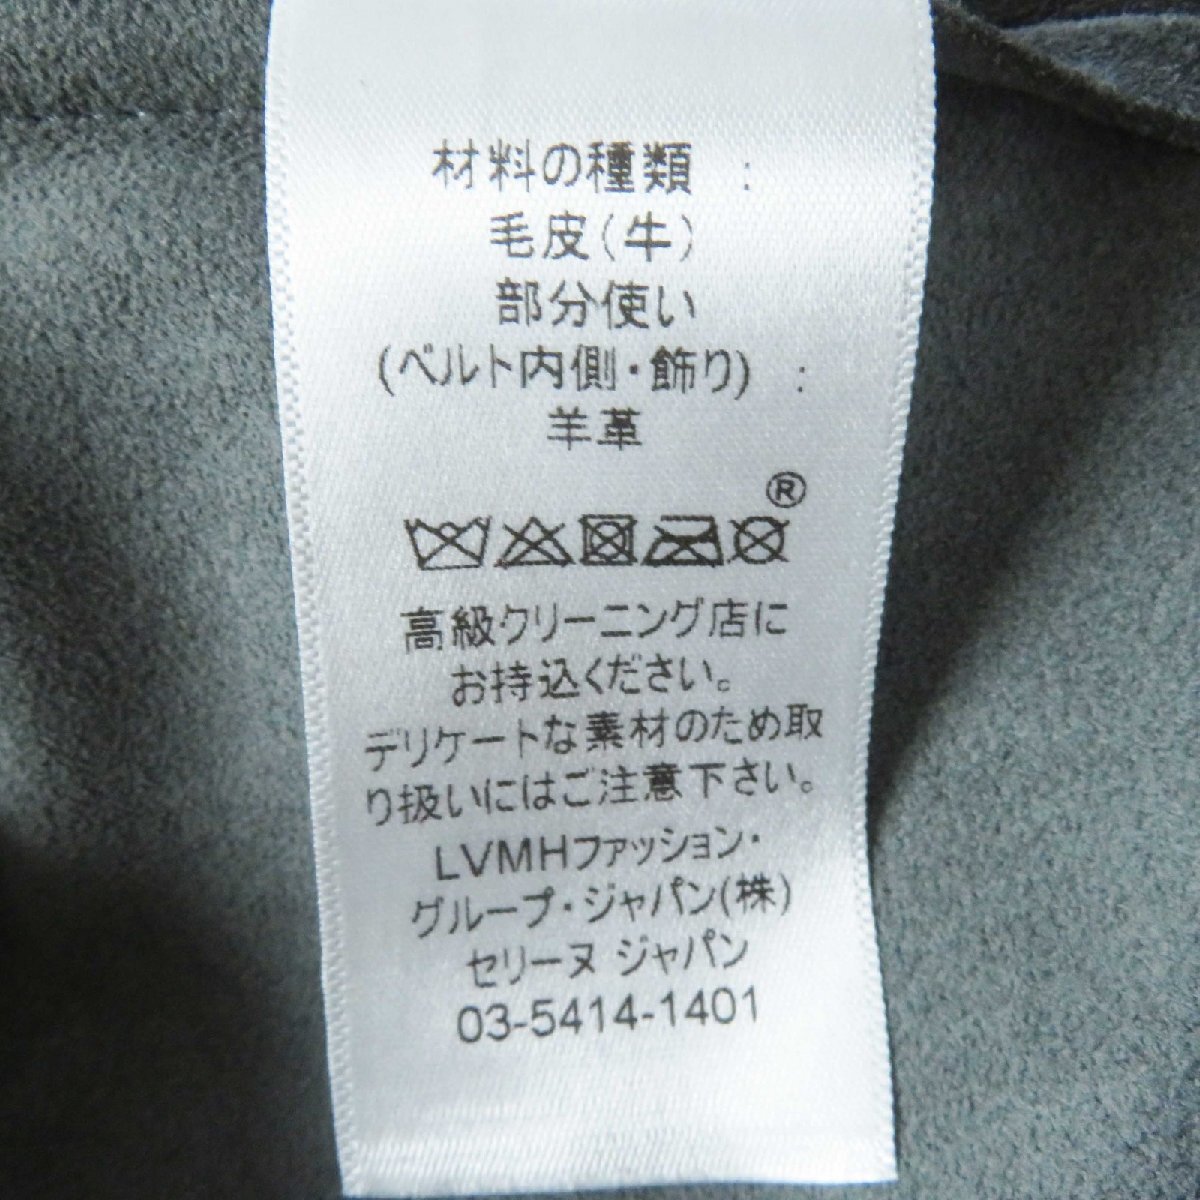 材料の種類 :
毛皮(牛)
部分使い
(ベルト内側・飾り) :
羊革
®
高級クリーニング店に
お持込ください。
デリケートな素材のため取
り扱いにはご注意下さい。
LVMHファッション・
グループ・ジャパン(株)
セリーヌ ジャパン
03-5414-1401